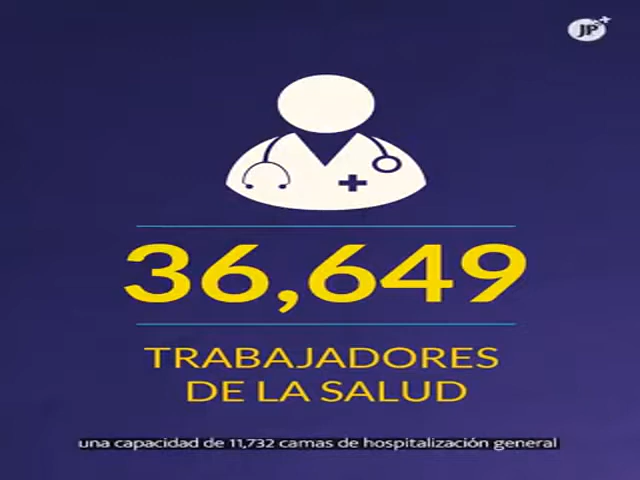 JP
36,649
TRABAJADORES
DE LA SALUD
una capacidad de 11,732 camas de hospitalización general